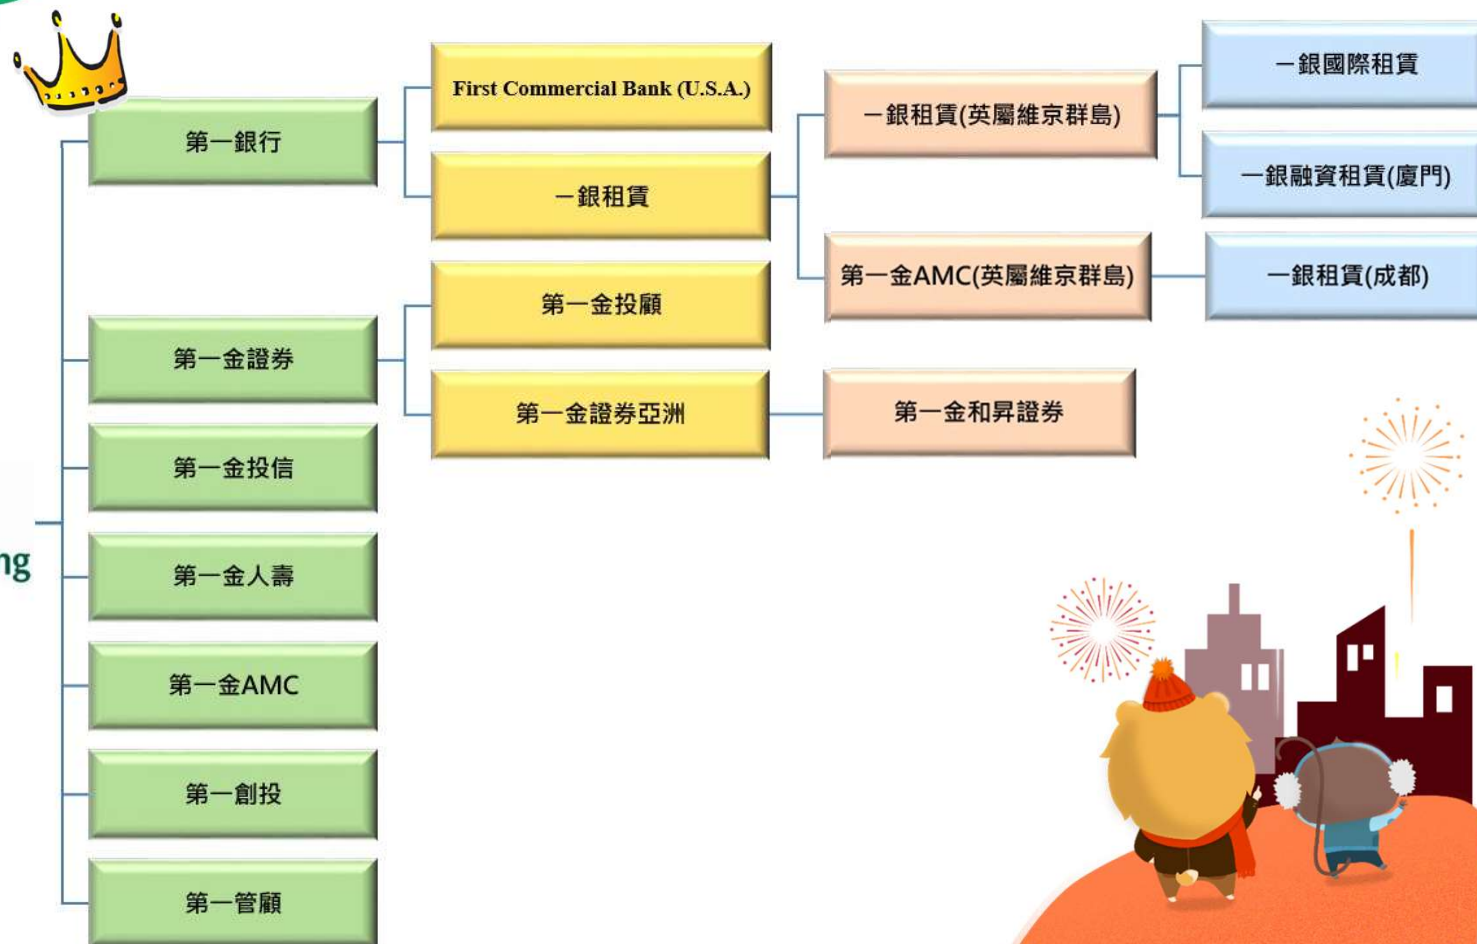 第一銀行
First Commercial Bank (U.S.A.)
一銀租賃
一銀租賃(英屬維京群島)
一銀國際租賃
一銀融資租賃(廈門)
第一金AMC(英屬維京群島)
一銀租賃(成都)
第一金證券
第一金投顧
第一金證券亞洲
第一金和昇證券
第一金投信
第一金人壽
第一金AMC
第一創投
第一管顧
ng